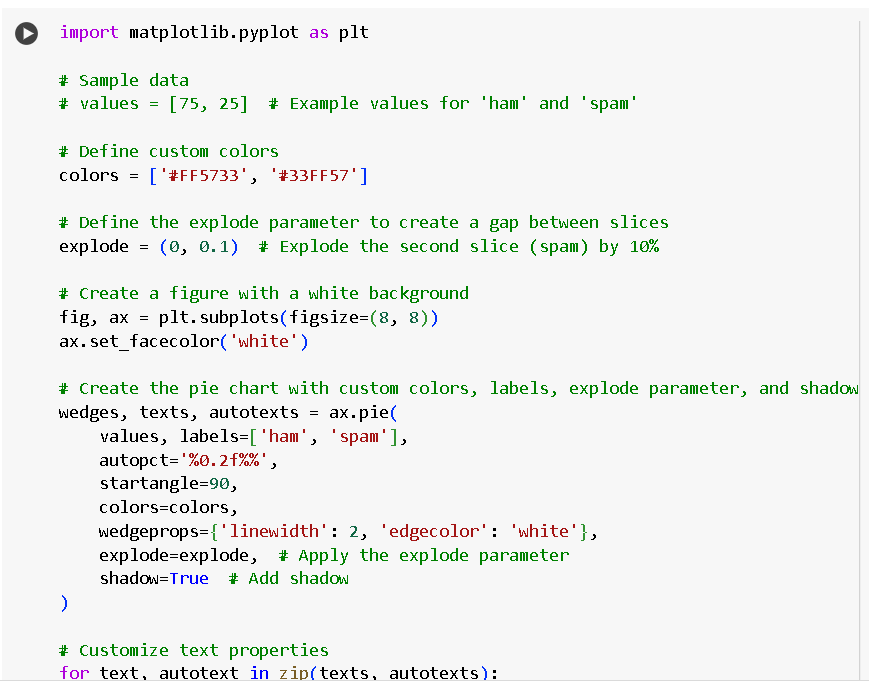 import matplotlib.pyplot as plt
# Sample data
# values = [75, 25]  # Example values for 'ham' and 'spam'
# Define custom colors
colors = ['#FF5733', '#33FF57']
# Define the explode parameter to create a gap between slices
explode = (0, 0.1)  # Explode the second slice (spam) by 10%
# Create a figure with a white background
fig, ax = plt.subplots(figsize=(8, 8))
ax.set_facecolor('white')
# Create the pie chart with custom colors, labels, explode parameter, and shadow
wedges, texts, autotexts = ax.pie(
    values, labels=['ham', 'spam'],
    autopct='%0.2f%%',
    startangle=90,
    colors=colors,
    wedgeprops={'linewidth': 2, 'edgecolor': 'white'},
    explode=explode,  # Apply the explode parameter
    shadow=True  # Add shadow
)
# Customize text properties
for text, autotext in zip(texts, autotexts):